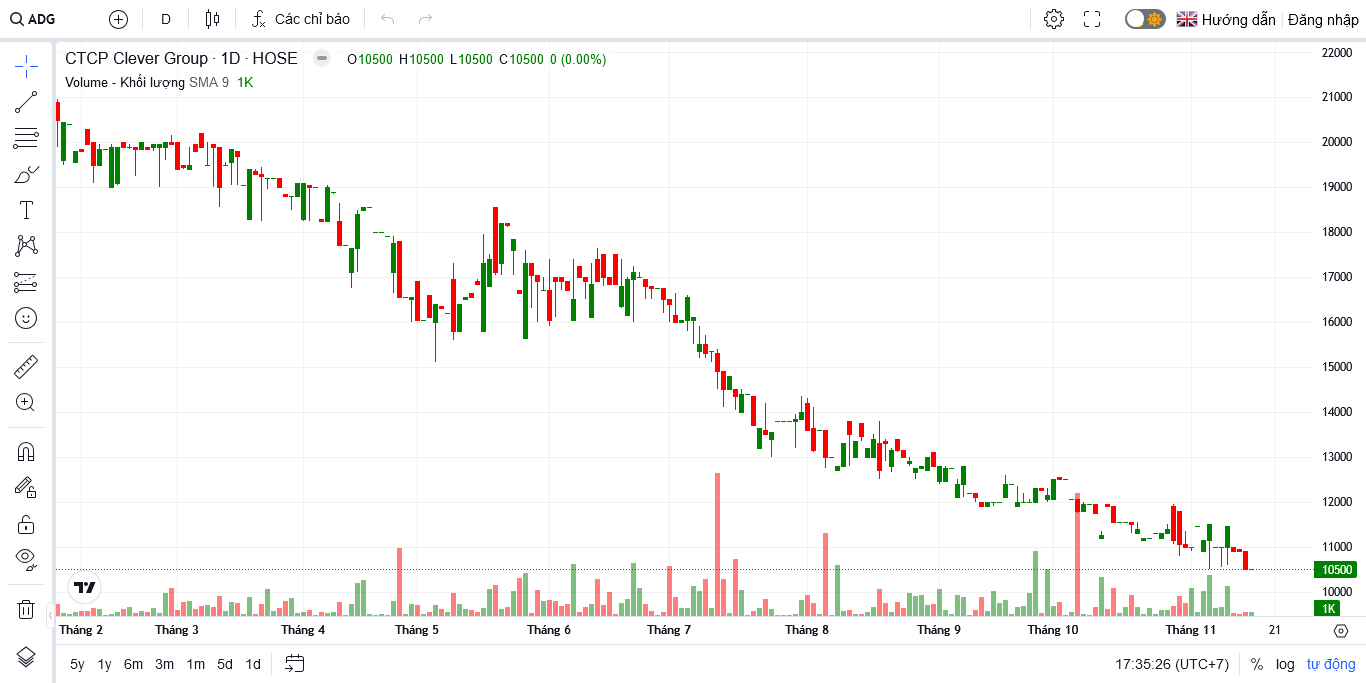 ADG D Các chỉ báo Hướng dẫn Đăng nhập
CTCP Clever Group · 1D · HOSE O10500 H10500 L10500 C10500 0 (0.00%)
Volume - Khối lượng SMA 9 1K
22000
21000
20000
19000
18000
17000
16000
15000
14000
13000
12000
11000
10500
10000
1K
Tháng 2 Tháng 3 Tháng 4 Tháng 5 Tháng 6 Tháng 7 Tháng 8 Tháng 9 Tháng 10 Tháng 11 21
5y 1y 6m 3m 1m 5d 1d 17:35:26 (UTC+7) % log tự động